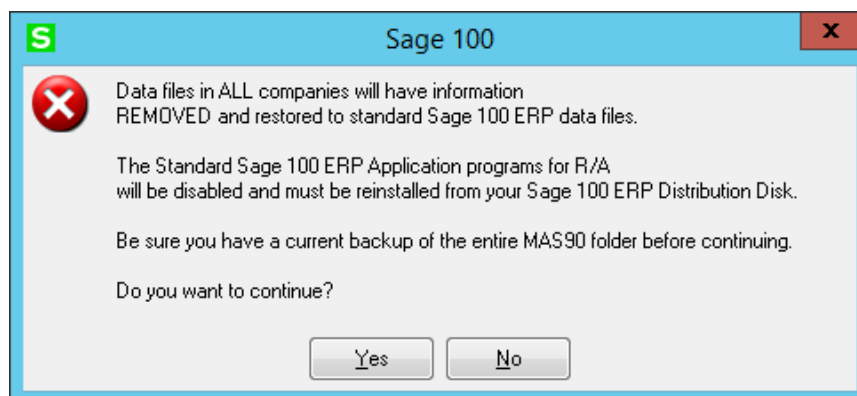 S
Sage 100
x
Data files in ALL companies will have information
REMOVED and restored to standard Sage 100 ERP data files.
The Standard Sage 100 ERP Application programs for R/A
will be disabled and must be reinstalled from your Sage 100 ERP Distribution Disk.
Be sure you have a current backup of the entire MAS90 folder before continuing.
Do you want to continue?
Yes
No